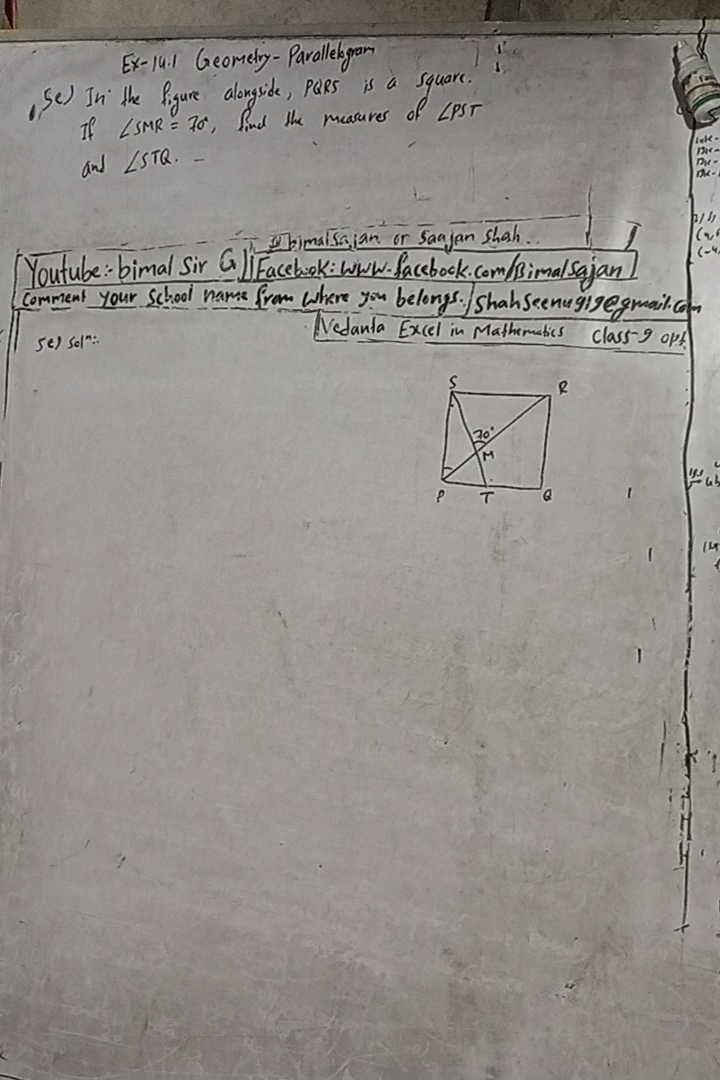 Ex-14.1 Geometry-Parallelogram
5e) In the figure alongside, PQRS is a square.
If ∠SMR = 70°, find the measures of ∠PST
and ∠STQ.
bimalsajan or Saajan Shah..
Youtube:- bimal Sir G Facebook: www.facebook.com/Bimalsajan
Comment your School name from where you belongs. shahseenu919@gmail.com
Vedanta Excel in Mathematics Class-9 opt
5e) solⁿ:
S R
70°
M
P T Q